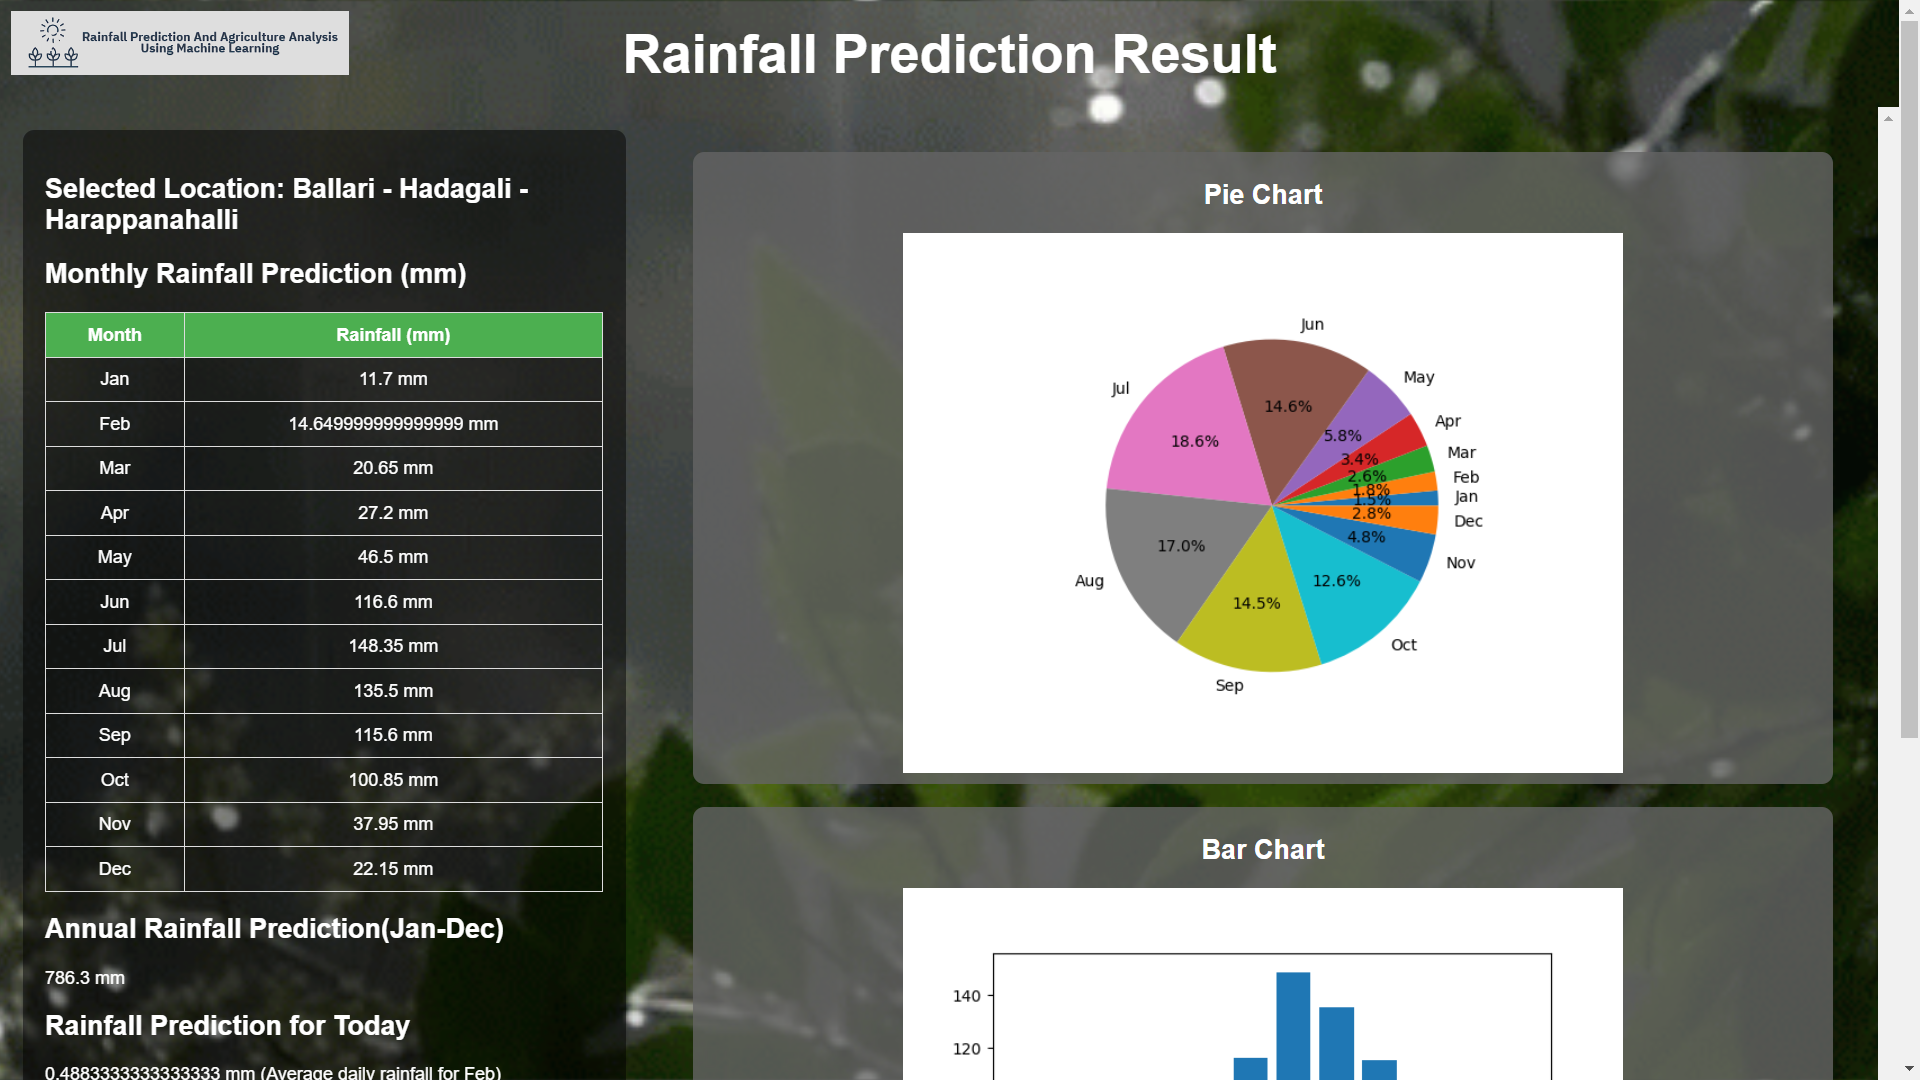 Rainfall Prediction And Agriculture Analysis
Using Machine Learning
Rainfall Prediction Result
Selected Location: Ballari - Hadagali -
Harappanahalli
Monthly Rainfall Prediction (mm)
Month Rainfall (mm)
Jan 11.7 mm
Feb 14.649999999999999 mm
Mar 20.65 mm
Apr 27.2 mm
May 46.5 mm
Jun 116.6 mm
Jul 148.35 mm
Aug 135.5 mm
Sep 115.6 mm
Oct 100.85 mm
Nov 37.95 mm
Dec 22.15 mm
Annual Rainfall Prediction(Jan-Dec)
786.3 mm
Rainfall Prediction for Today
0.4883333333333333 mm (Average daily rainfall for Feb)
Pie Chart
Jun
May
Jul
Apr
14.6%
5.8%
18.6%
Mar
3.4%
2.6%
Feb
1.8%
Jan
1.5%
Dec
2.8%
4.8%
17.0%
Nov
Aug
12.6%
14.5%
Oct
Sep
Bar Chart
140
120